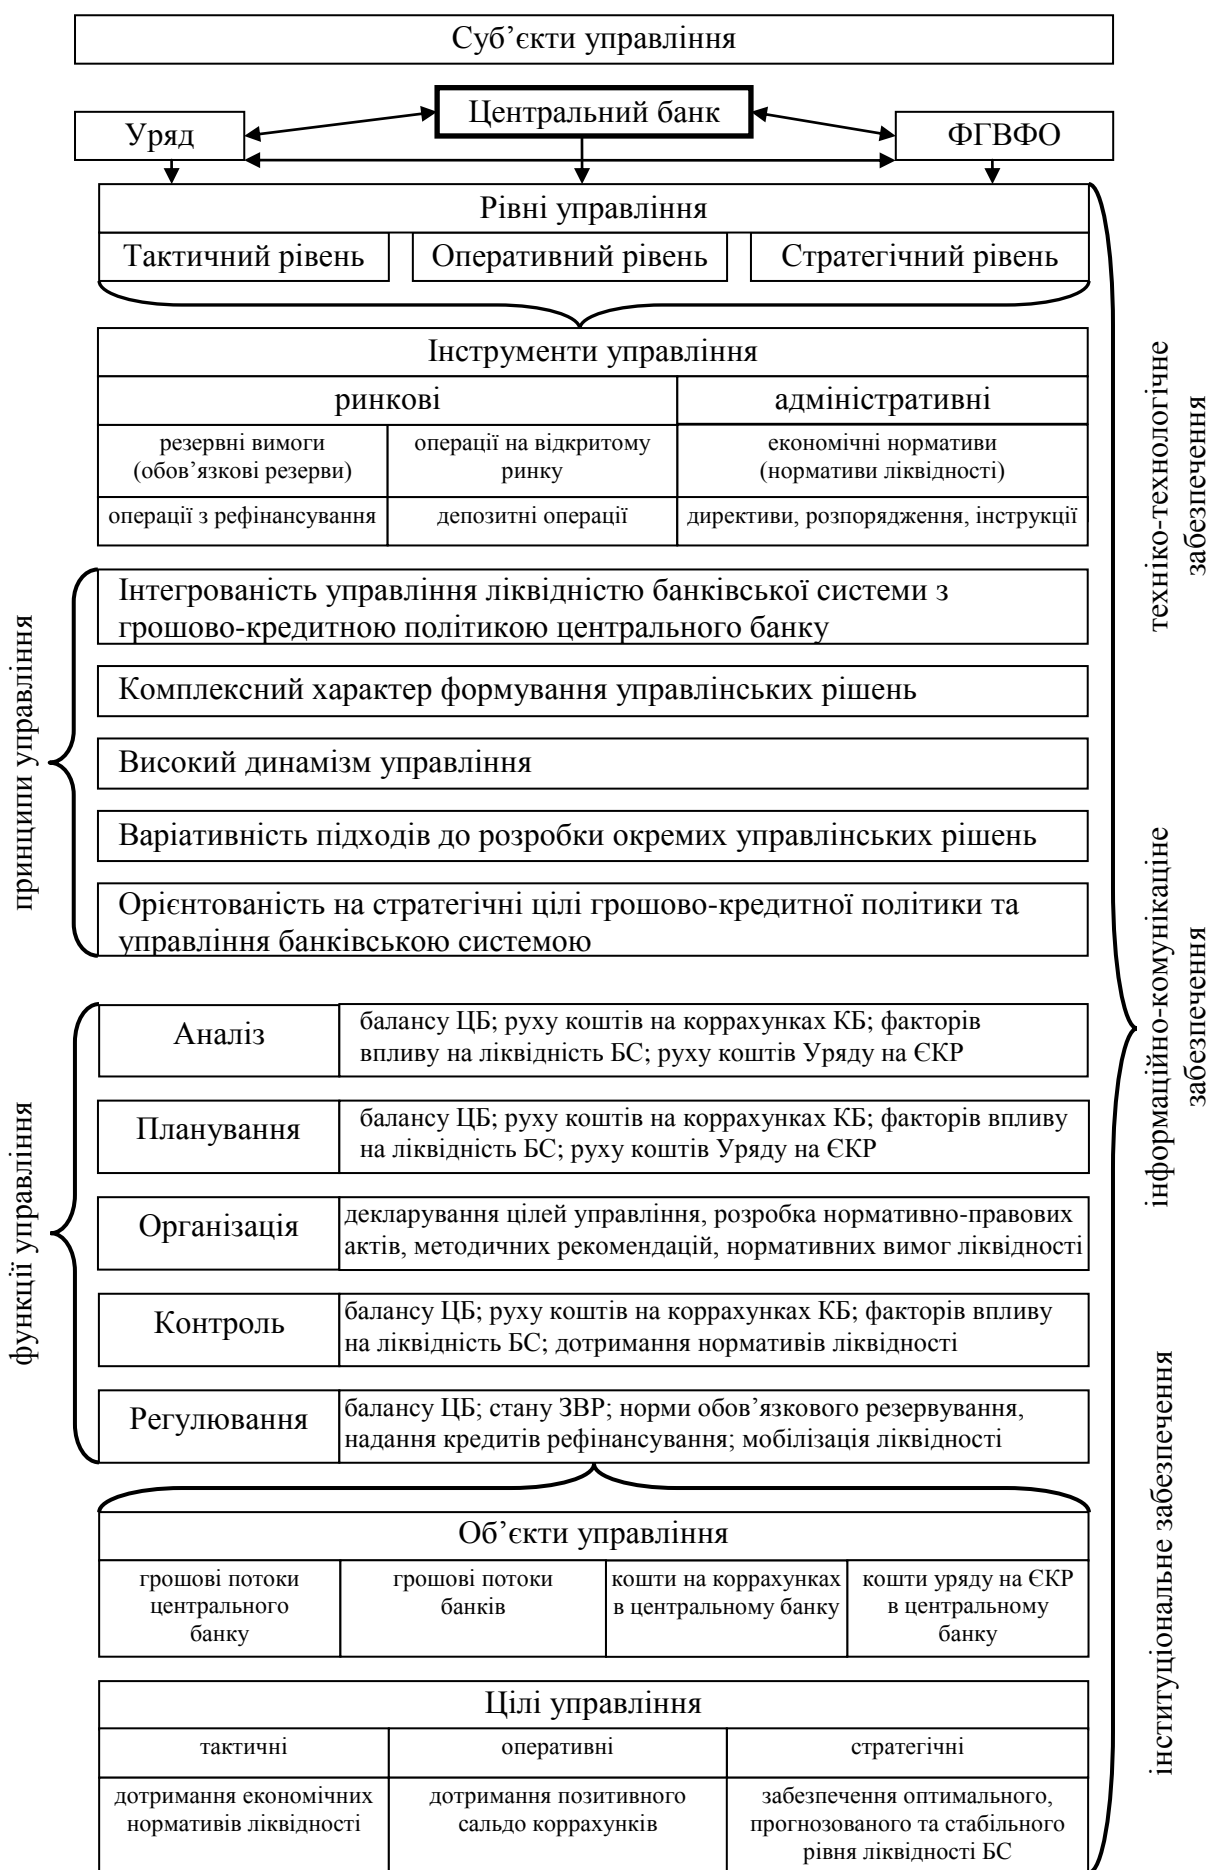 Суб’єкти управління
Уряд
Центральний банк
ФГВФО
Рівні управління
Тактичний рівень
Оперативний рівень
Стратегічний рівень
Інструменти управління
ринкові
адміністративні
резервні вимоги
(обов’язкові резерви)
операції на відкритому
ринку
економічні нормативи
(нормативи ліквідності)
операції з рефінансування
депозитні операції
директиви, розпорядження, інструкції
принципи управління
Інтегрованість управління ліквідністю банківської системи з
грошово-кредитною політикою центрального банку
Комплексний характер формування управлінських рішень
Високий динамізм управління
Варіативність підходів до розробки окремих управлінських рішень
Орієнтованість на стратегічні цілі грошово-кредитної політики та
управління банківською системою
функції управління
Аналіз
балансу ЦБ; руху коштів на коррахунках КБ; факторів
впливу на ліквідність БС; руху коштів Уряду на ЄКР
Планування
балансу ЦБ; руху коштів на коррахунках КБ; факторів впливу
на ліквідність БС; руху коштів Уряду на ЄКР
Організація
декларування цілей управління, розробка нормативно-правових
актів, методичних рекомендацій, нормативних вимог ліквідності
Контроль
балансу ЦБ; руху коштів на коррахунках КБ; факторів впливу
на ліквідність БС; дотримання нормативів ліквідності
Регулювання
балансу ЦБ; стану ЗВР; норми обов’язкового резервування,
надання кредитів рефінансування; мобілізація ліквідності
Об’єкти управління
грошові потоки
центрального
банку
грошові потоки
банків
кошти на коррахунках
в центральному банку
кошти уряду на ЄКР
в центральному
банку
Цілі управління
тактичні
оперативні
стратегічні
дотримання економічних
нормативів ліквідності
дотримання позитивного
сальдо коррахунків
забезпечення оптимального,
прогнозованого та стабільного
рівня ліквідності БС
техніко-технологічне
забезпечення
інформаційно-комунікаціне
забезпечення
інституціональне забезпечення